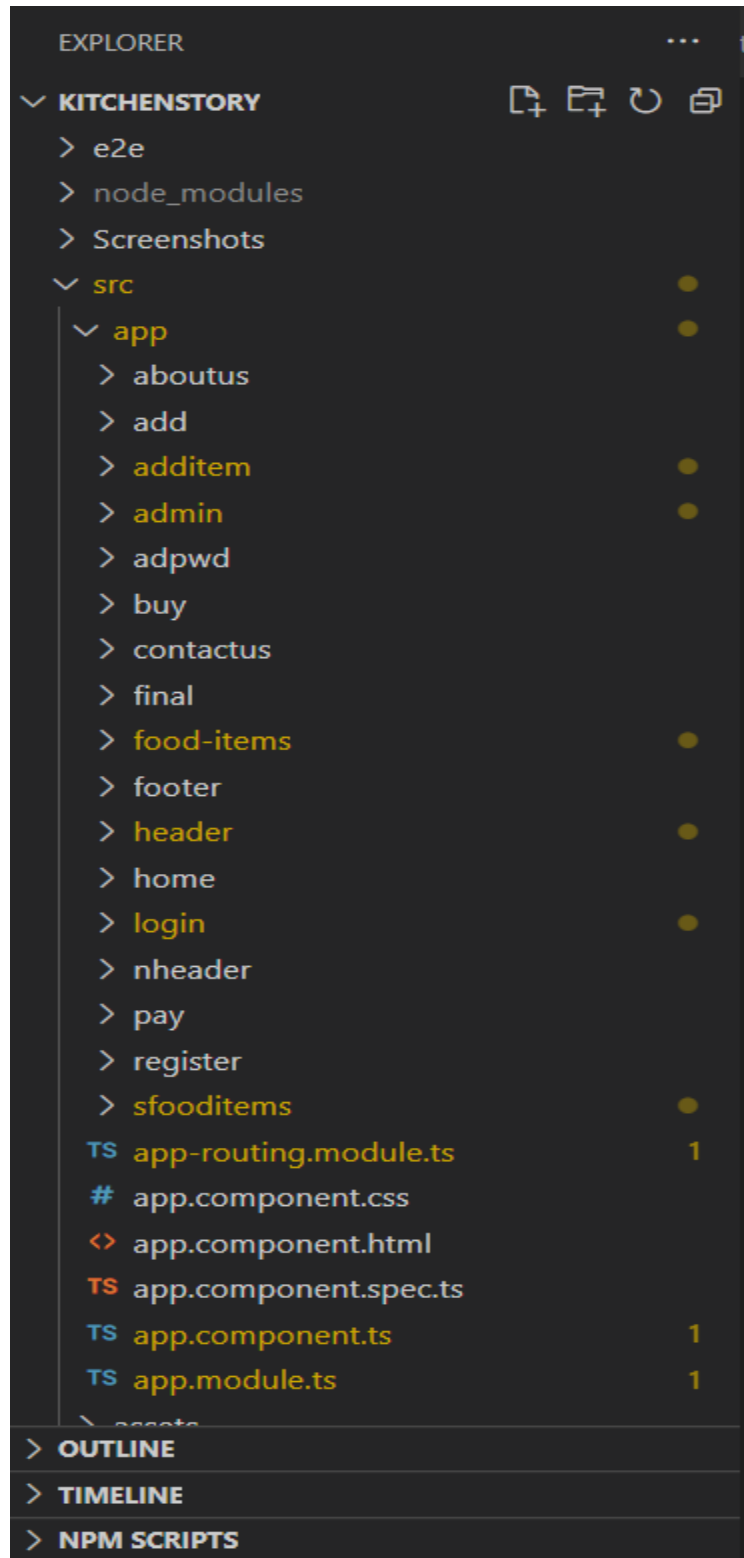 EXPLORER ...
KITCHENSTORY
e2e
node_modules
Screenshots
src
app
aboutus
add
additem
admin
adpwd
buy
contactus
final
food-items
footer
header
home
login
nheader
pay
register
sfooditems
TS app-routing.module.ts 1
# app.component.css
<> app.component.html
TS app.component.spec.ts
TS app.component.ts 1
TS app.module.ts 1
assets
OUTLINE
TIMELINE
NPM SCRIPTS